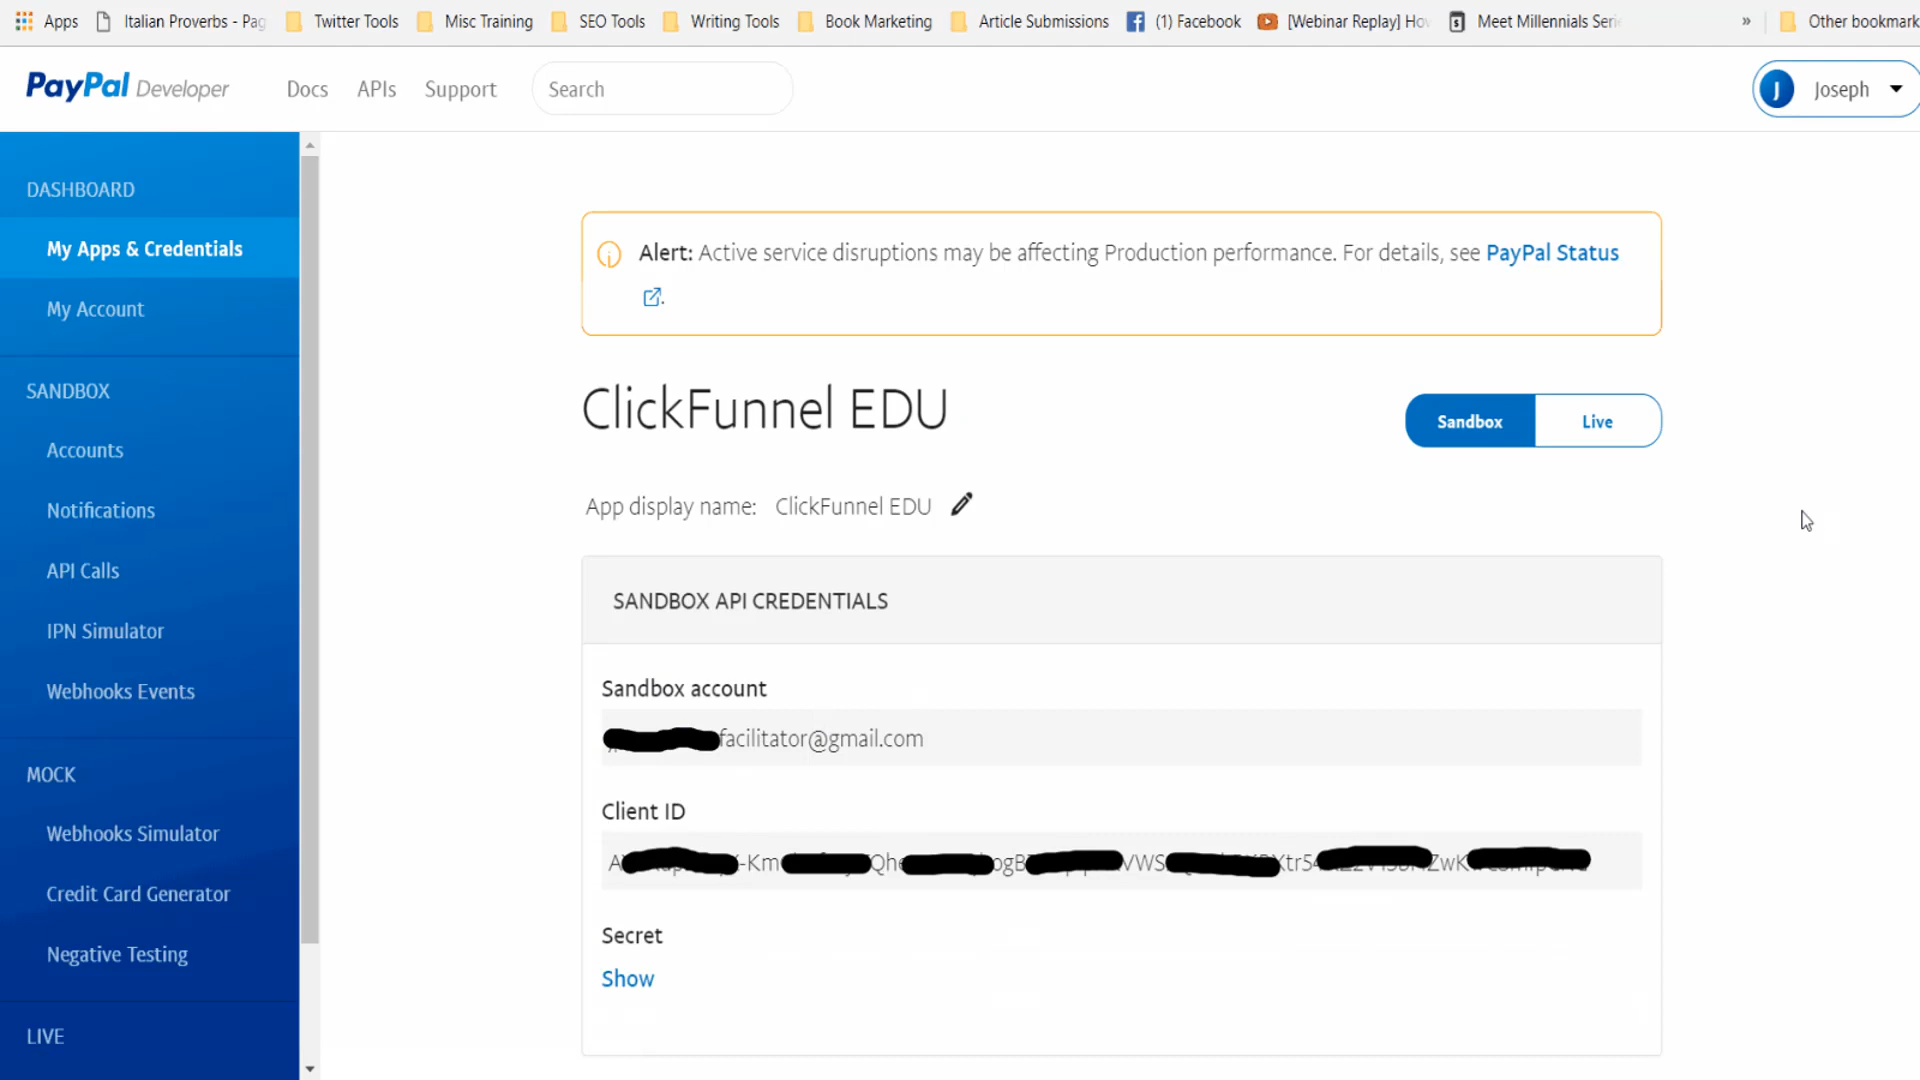 Apps Italian Proverbs - Pag Twitter Tools Misc Training SEO Tools Writing Tools Book Marketing Article Submissions (1) Facebook [Webinar Replay] Hov Meet Millennials Seri » Other bookmark
PayPal Developer Docs APIs Support Search J Joseph
DASHBOARD
My Apps & Credentials
My Account
SANDBOX
Accounts
Notifications
API Calls
IPN Simulator
Webhooks Events
MOCK
Webhooks Simulator
Credit Card Generator
Negative Testing
LIVE
Alert: Active service disruptions may be affecting Production performance. For details, see PayPal Status
.
ClickFunnel EDU
Sandbox Live
App display name: ClickFunnel EDU
SANDBOX API CREDENTIALS
Sandbox account
facilitator@gmail.com
Client ID
Secret
Show